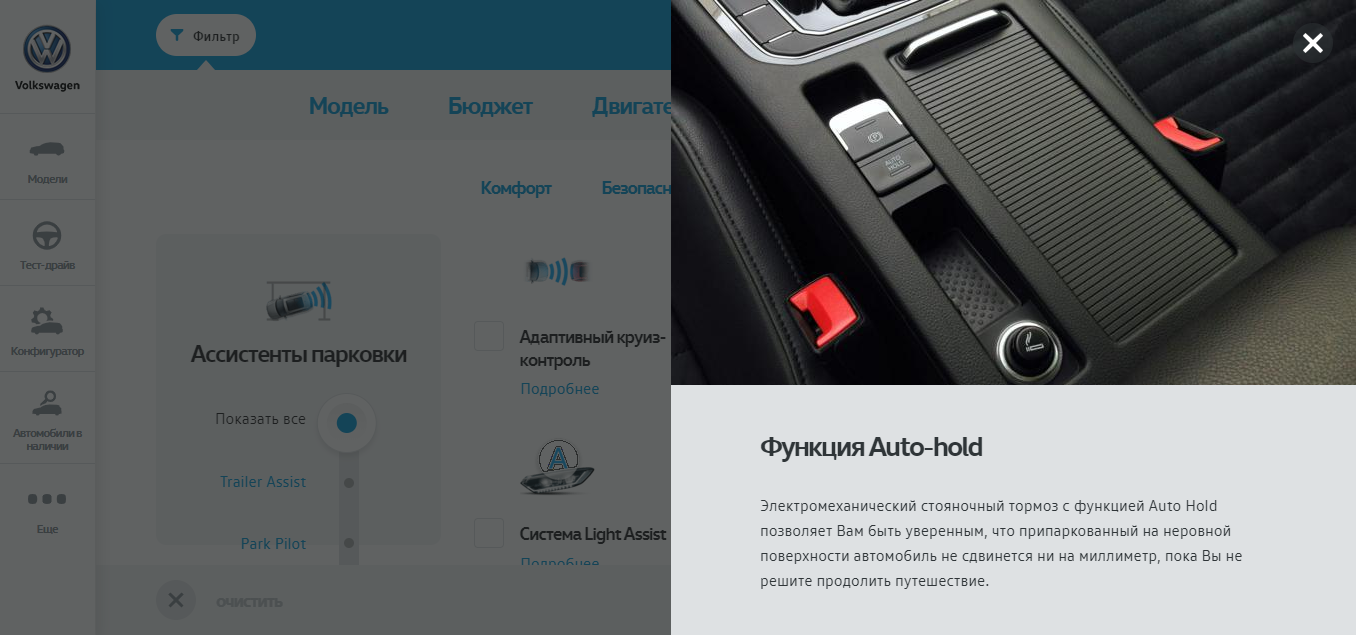 Volkswagen
Модели
Тест-драйв
Конфигуратор
Автомобили в
наличии
Еще
Фильтр
Модель Бюджет Двигате
Комфорт Безопасн
Ассистенты парковки
Показать все
Trailer Assist
Park Pilot
Адаптивный круиз-
контроль
Подробнее
Система Light Assist
Подробнее
ОЧИСТИТЬ
AUTO
HOLD
Функция Auto-hold
Электромеханический стояночный тормоз с функцией Auto Hold
позволяет Вам быть уверенным, что припаркованный на неровной
поверхности автомобиль не сдвинется ни на миллиметр, пока Вы не
решите продолить путешествие.